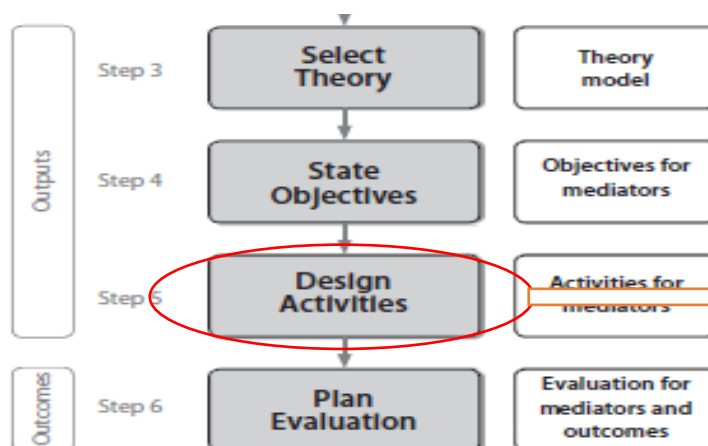 Outputs
Step 3
Select
Theory
Theory
model
Step 4
State
Objectives
Objectives for
mediators
Step 5
Design
Activities
Activities for
mediators
Outcomes
Step 6
Plan
Evaluation
Evaluation for
mediators and
outcomes